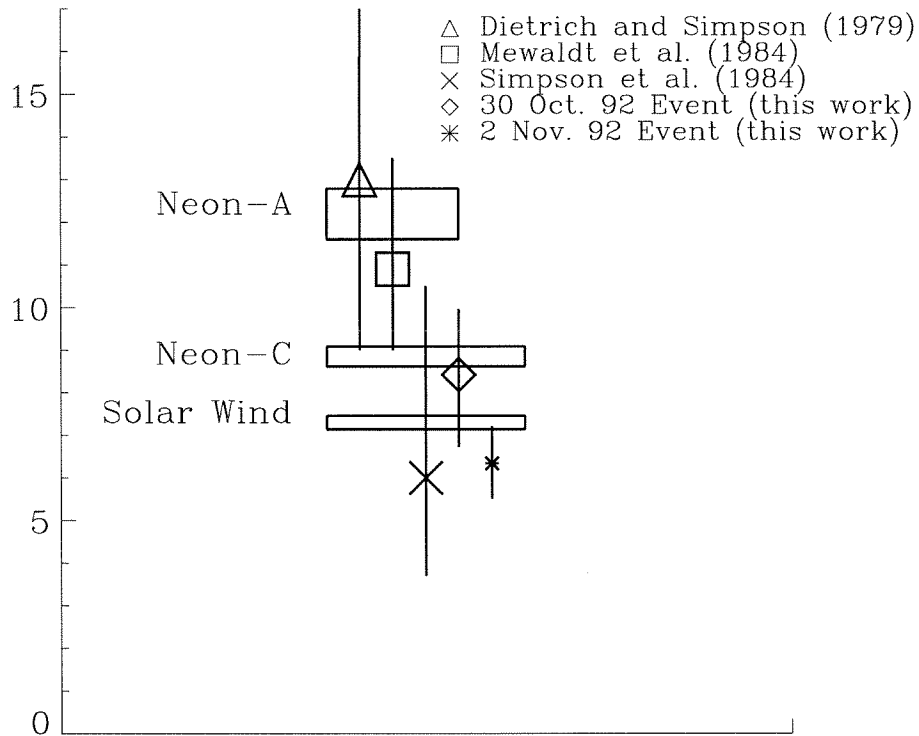 Dietrich and Simpson (1979)
Mewaldt et al. (1984)
Simpson et al. (1984)
30 Oct. 92 Event (this work)
2 Nov. 92 Event (this work)
15
Neon-A
10
Neon-C
Solar Wind
5
0